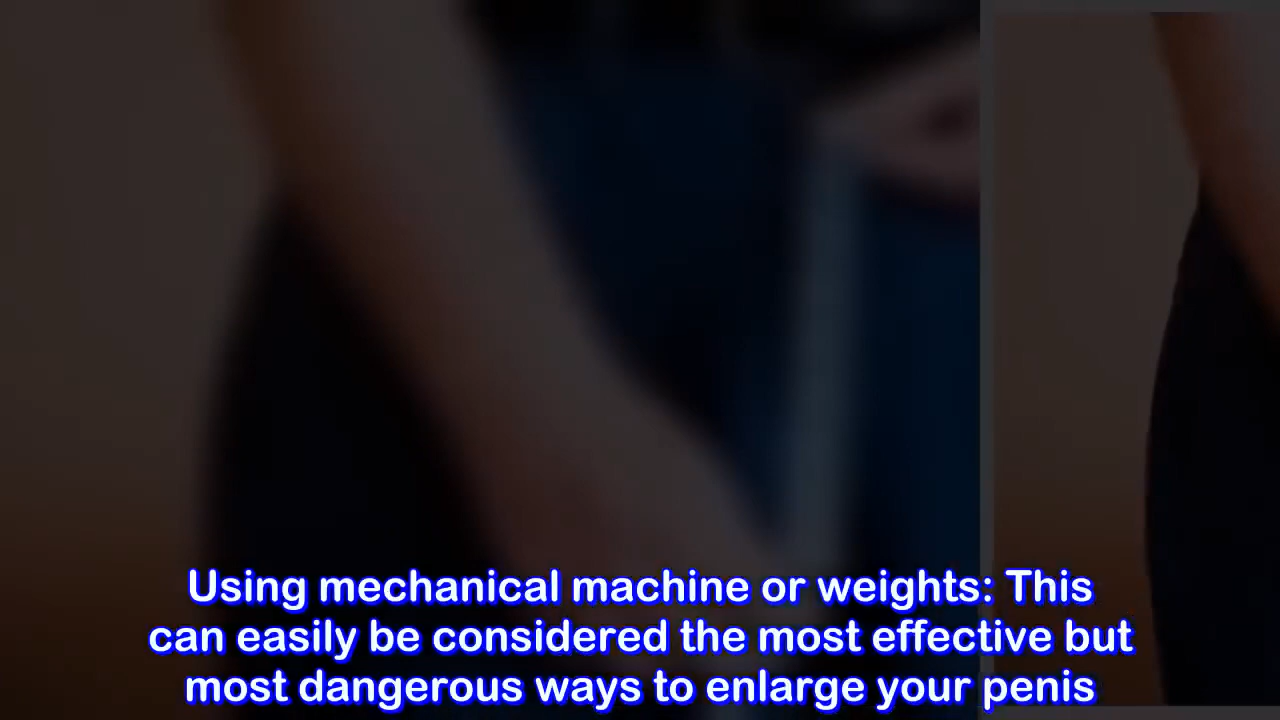 Using mechanical machine or weights: This
can easily be considered the most effective but
most dangerous ways to enlarge your penis